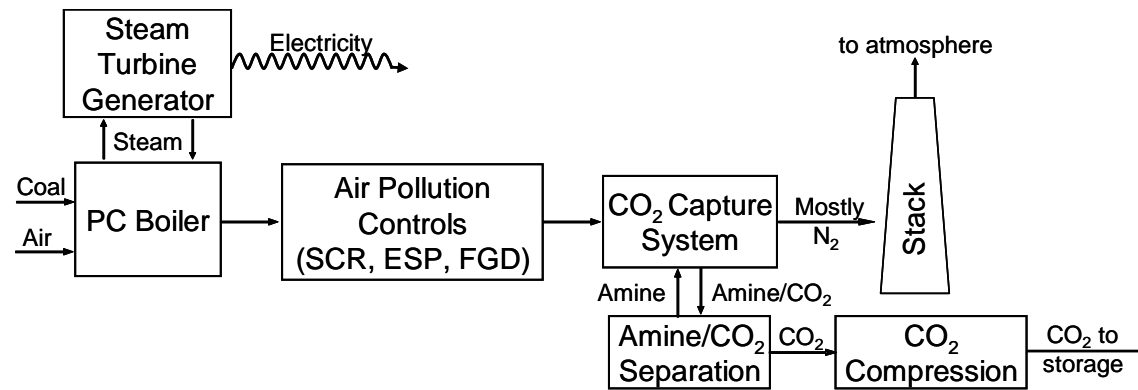 Steam
Turbine
Generator
Electricity
to atmosphere
Steam
Coal
Air
PC Boiler
Air Pollution
Controls
(SCR, ESP, FGD)
CO₂ Capture
System
Mostly
N₂
Stack
Amine
Amine/CO₂
Amine/CO₂
Separation
CO₂
CO₂
Compression
CO₂ to
storage